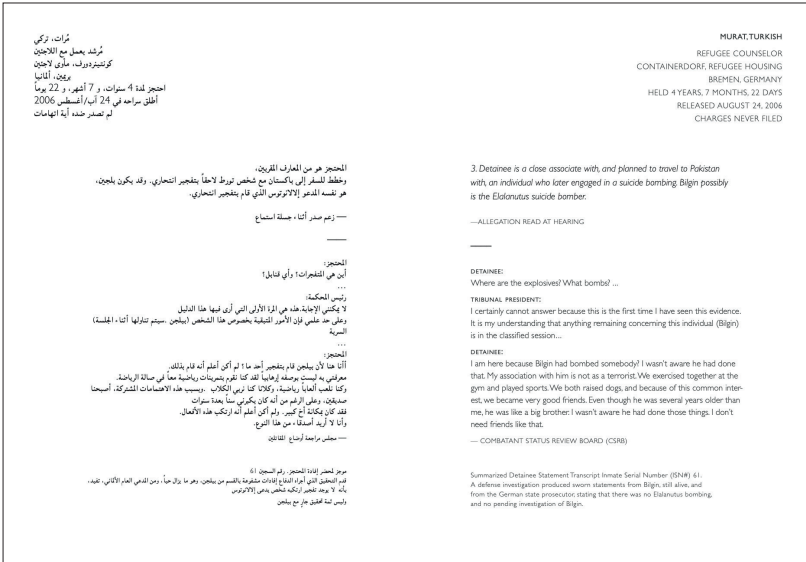 مُرات، تركي
مُرشد يعمل مع اللاجئين
كونتينردورف، مأوى لاجئين
بريمين، ألمانيا
احتجز لمدة 4 سنوات، و 7 أشهر، و 22 يوماً
أطلق سراحه في 24 آب/أغسطس 2006
لم تصدر ضده أية اتهامات
المحتجز هو من المعارف المقربين،
وخطط للسفر إلى باكستان مع شخص تورط لاحقاً بتفجير انتحاري. وقد يكون بلجين،
هو نفسه المدعو إلالانوتوس الذي قام بتفجير انتحاري.
— زعم صدر أثناء جلسة استماع
المحتجز:
أين هي المتفجرات؟ وأي قنابل؟
...
رئيس المحكمة:
لا يمكنني الإجابة.هذه هي المرة الأولى التي أرى فيها هذا الدليل
وعلى حد علمي فإن الأمور المتبقية بخصوص هذا الشخص (بيلجن .سيتم تناولها أثناء الجلسة)
السرية
...
المحتجز:
أأنا هنا لأن بيلجن قام بتفجير أحد ما؟ لم أكن أعلم أنه قام بذلك.
معرفتي به ليست بوصفه إرهابياً لقد كنا نقوم بتمرينات رياضية معاً في صالة الرياضة.
وكنا نلعب ألعاباً رياضية، وكلانا كنا نربي الكلاب .وبسبب هذه الاهتمامات المشتركة، أصبحنا
صديقين، وعلى الرغم من أنه كان يكبرني سناً بعدة سنوات
فقد كان بمكانة أخ كبير. ولم أكن أعلم أنه ارتكب هذه الأفعال.
وأنا لا أريد أصدقاء من هذا النوع.
— مجلس مراجعة أوضاع المقاتلين
موجز لمحضر إفادة المحتجز. رقم السجين 61
قدم التحقيق الذي أجراه الدفاع إفادات مشفوعة بالقسم من بيلجن، وهو ما يزال حياً، ومن المدعي العام الألماني، تفيد،
بأنه لا يوجد تفجير ارتكبه شخص يدعى إلالانوتوس
وليس ثمة تحقيق جارٍ مع بيلجن
MURAT, TURKISH
REFUGEE COUNSELOR
CONTAINERDORF, REFUGEE HOUSING
BREMEN, GERMANY
HELD 4 YEARS, 7 MONTHS, 22 DAYS
RELEASED AUGUST 24, 2006
CHARGES NEVER FILED
3. Detainee is a close associate with, and planned to travel to Pakistan
with, an individual who later engaged in a suicide bombing. Bilgin possibly
is the Elalanutus suicide bomber.
—ALLEGATION READ AT HEARING
DETAINEE:
Where are the explosives? What bombs? ...
TRIBUNAL PRESIDENT:
I certainly cannot answer because this is the first time I have seen this evidence.
It is my understanding that anything remaining concerning this individual (Bilgin)
is in the classified session...
DETAINEE:
I am here because Bilgin had bombed somebody? I wasn't aware he had done
that. My association with him is not as a terrorist. We exercised together at the
gym and played sports. We both raised dogs, and because of this common inter-
est, we became very good friends. Even though he was several years older than
me, he was like a big brother. I wasn't aware he had done those things. I don't
need friends like that.
— COMBATANT STATUS REVIEW BOARD (CSRB)
Summarized Detainee Statement Transcript Inmate Serial Number (ISN#) 61.
A defense investigation produced sworn statements from Bilgin, still alive, and
from the German state prosecutor, stating that there was no Elalanutus bombing,
and no pending investigation of Bilgin.